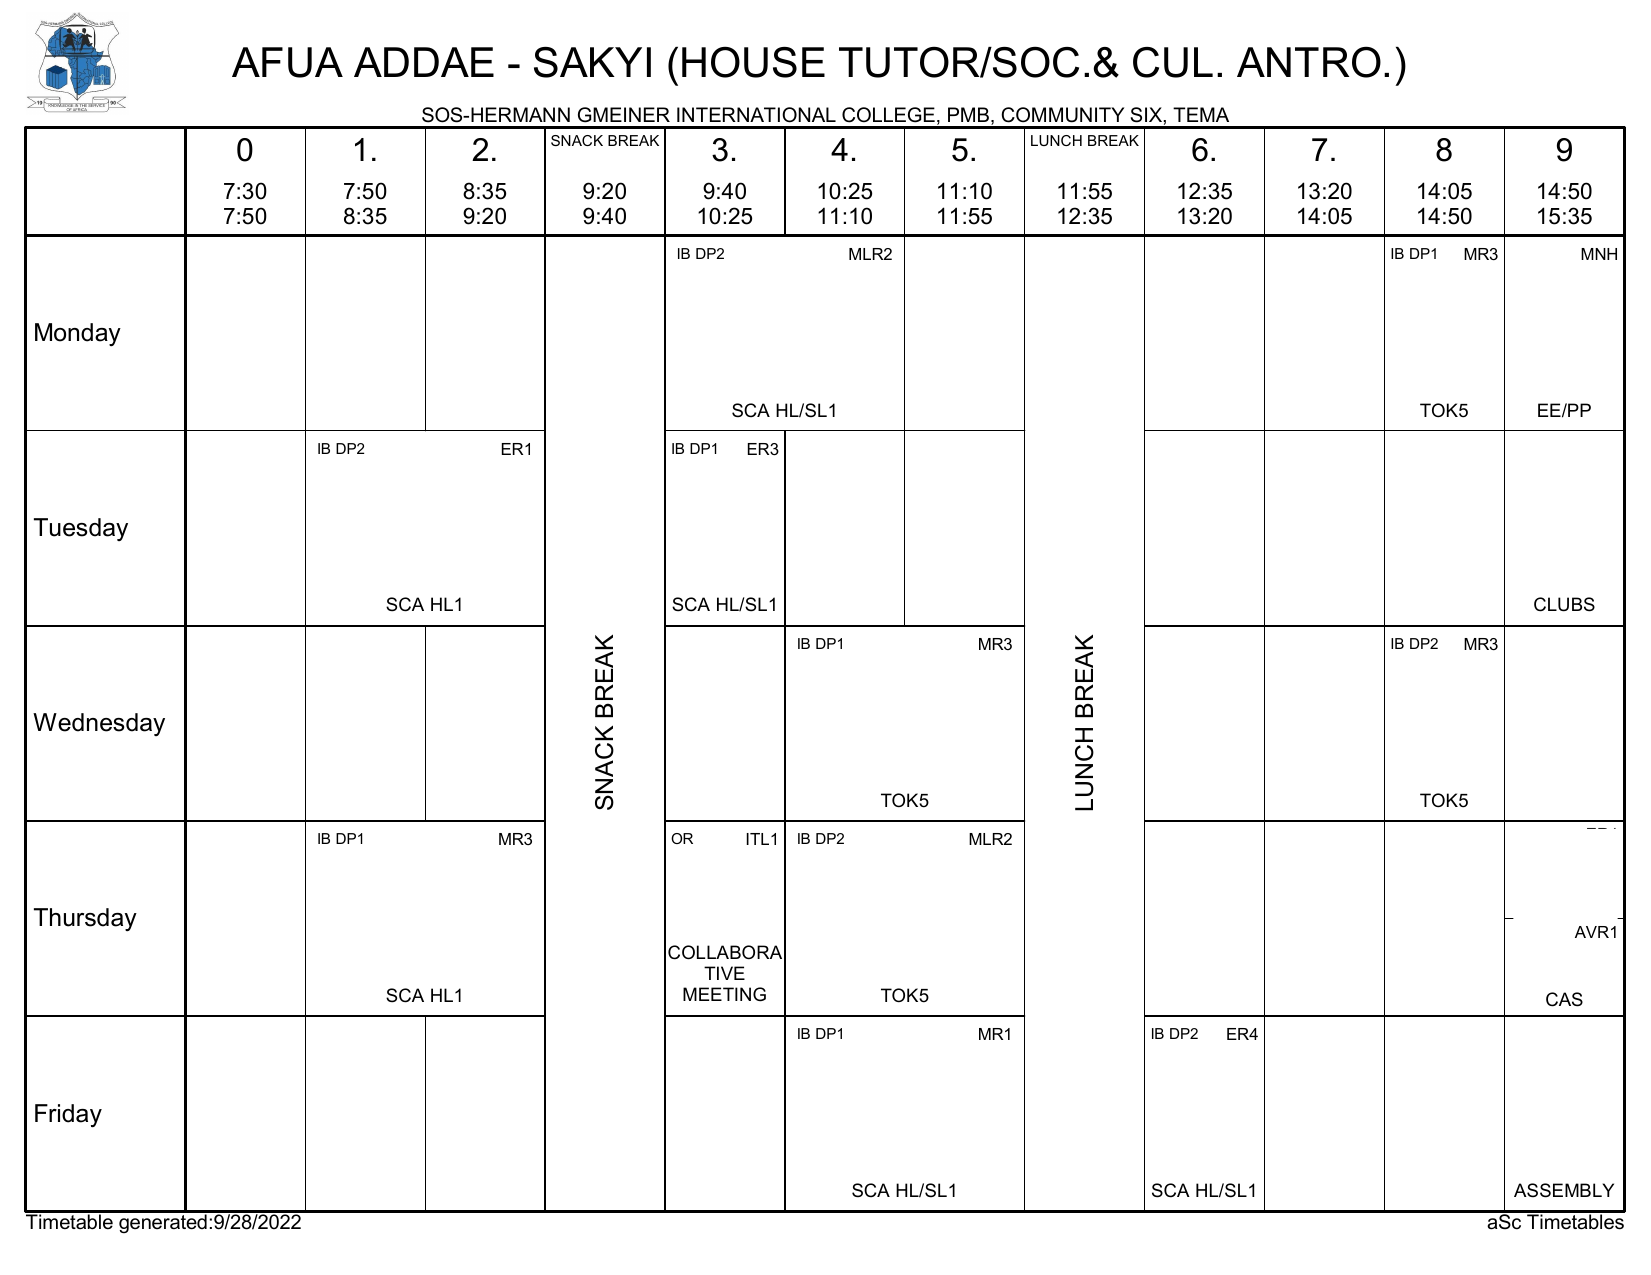 AFUA ADDAE - SAKYI (HOUSE TUTOR/SOC.& CUL. ANTRO.)
SOS-HERMANN GMEINER INTERNATIONAL COLLEGE, PMB, COMMUNITY SIX, TEMA
0 1. 2. SNACK BREAK 3. 4. 5. LUNCH BREAK 6. 7. 8 9
7:30 7:50 8:35 9:20 9:40 10:25 11:10 11:55 12:35 13:20 14:05 14:50
7:50 8:35 9:20 9:40 10:25 11:10 11:55 12:35 13:20 14:05 14:50 15:35
Monday
IB DP2 MLR2 IB DP1 MR3 MNH
SCA HL/SL1 TOK5 EE/PP
Tuesday
IB DP2 ER1 IB DP1 ER3
SCA HL1 SCA HL/SL1 CLUBS
SNACK BREAK
LUNCH BREAK
Wednesday
IB DP1 MR3 IB DP2 MR3
TOK5 TOK5
Thursday
IB DP1 MR3 OR ITL1 IB DP2 MLR2
AVR1
COLLABORA
TIVE
MEETING
SCA HL1 TOK5 CAS
Friday
IB DP1 MR1 IB DP2 ER4
SCA HL/SL1 SCA HL/SL1 ASSEMBLY
Timetable generated:9/28/2022 aSc Timetables